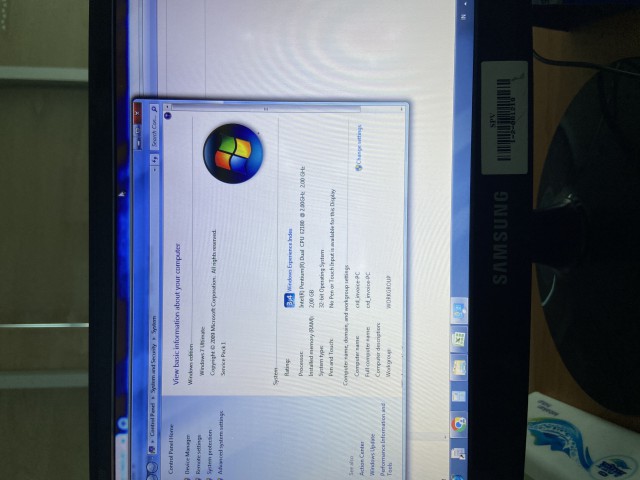 Control Panel ▸ System and Security ▸ System
Search Con...
Control Panel Home
Device Manager
Remote settings
System protection
Advanced system settings
See also
Action Center
Windows Update
Performance Information and
Tools
View basic information about your computer
Windows edition
Windows 7 Ultimate
Copyright © 2009 Microsoft Corporation. All rights reserved.
Service Pack 1
System
Rating: 3,4 Windows Experience Index
Processor: Intel(R) Pentium(R) Dual CPU E2180 @ 2.00GHz 2.00 GHz
Installed memory (RAM): 2,00 GB
System type: 32-bit Operating System
Pen and Touch: No Pen or Touch Input is available for this Display
Computer name, domain, and workgroup settings
Computer name: crd_invoice-PC
Change settings
Full computer name: crd_invoice-PC
Computer description:
Workgroup: WORKGROUP
IN
SAMSUNG